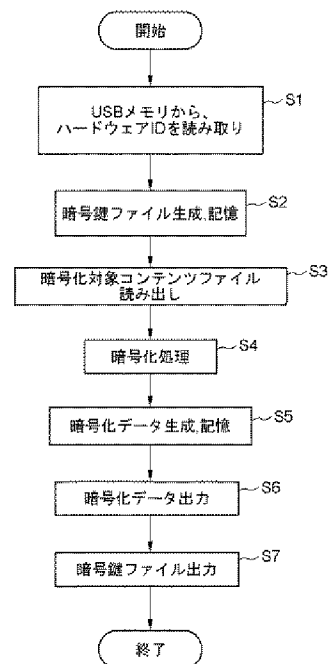 開始
S1
USBメモリから、
ハードウェアIDを読み取り
S2
暗号鍵ファイル生成,記憶
S3
暗号化対象コンテンツファイル
読み出し
S4
暗号化処理
S5
暗号化データ生成,記憶
S6
暗号化データ出力
S7
暗号鍵ファイル出力
終了